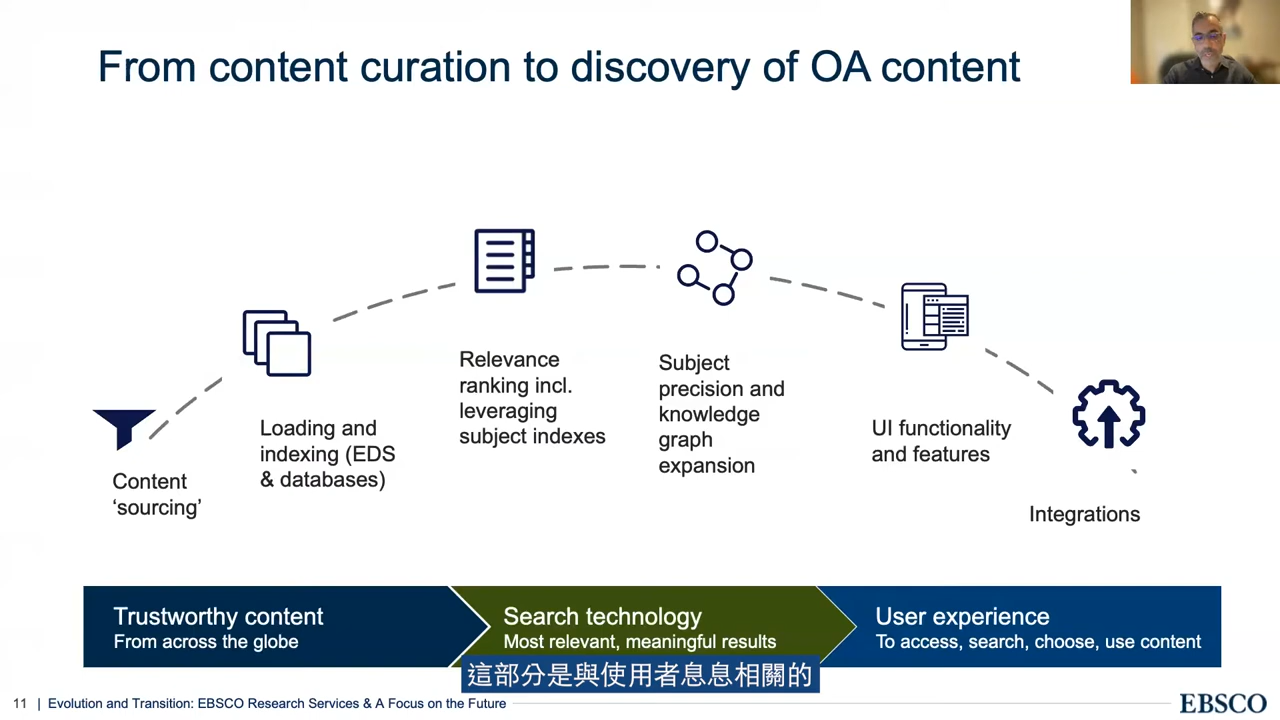 From content curation to discovery of OA content
Content
‘sourcing’
Loading and
indexing (EDS
& databases)
Relevance
ranking incl.
leveraging
subject indexes
Subject
precision and
knowledge
graph
expansion
UI functionality
and features
Integrations
Trustworthy content
From across the globe
Search technology
Most relevant, meaningful results
User experience
To access, search, choose, use content
這部分是與使用者息息相關的
11 | Evolution and Transition: EBSCO Research Services & A Focus on the Future
EBSCO